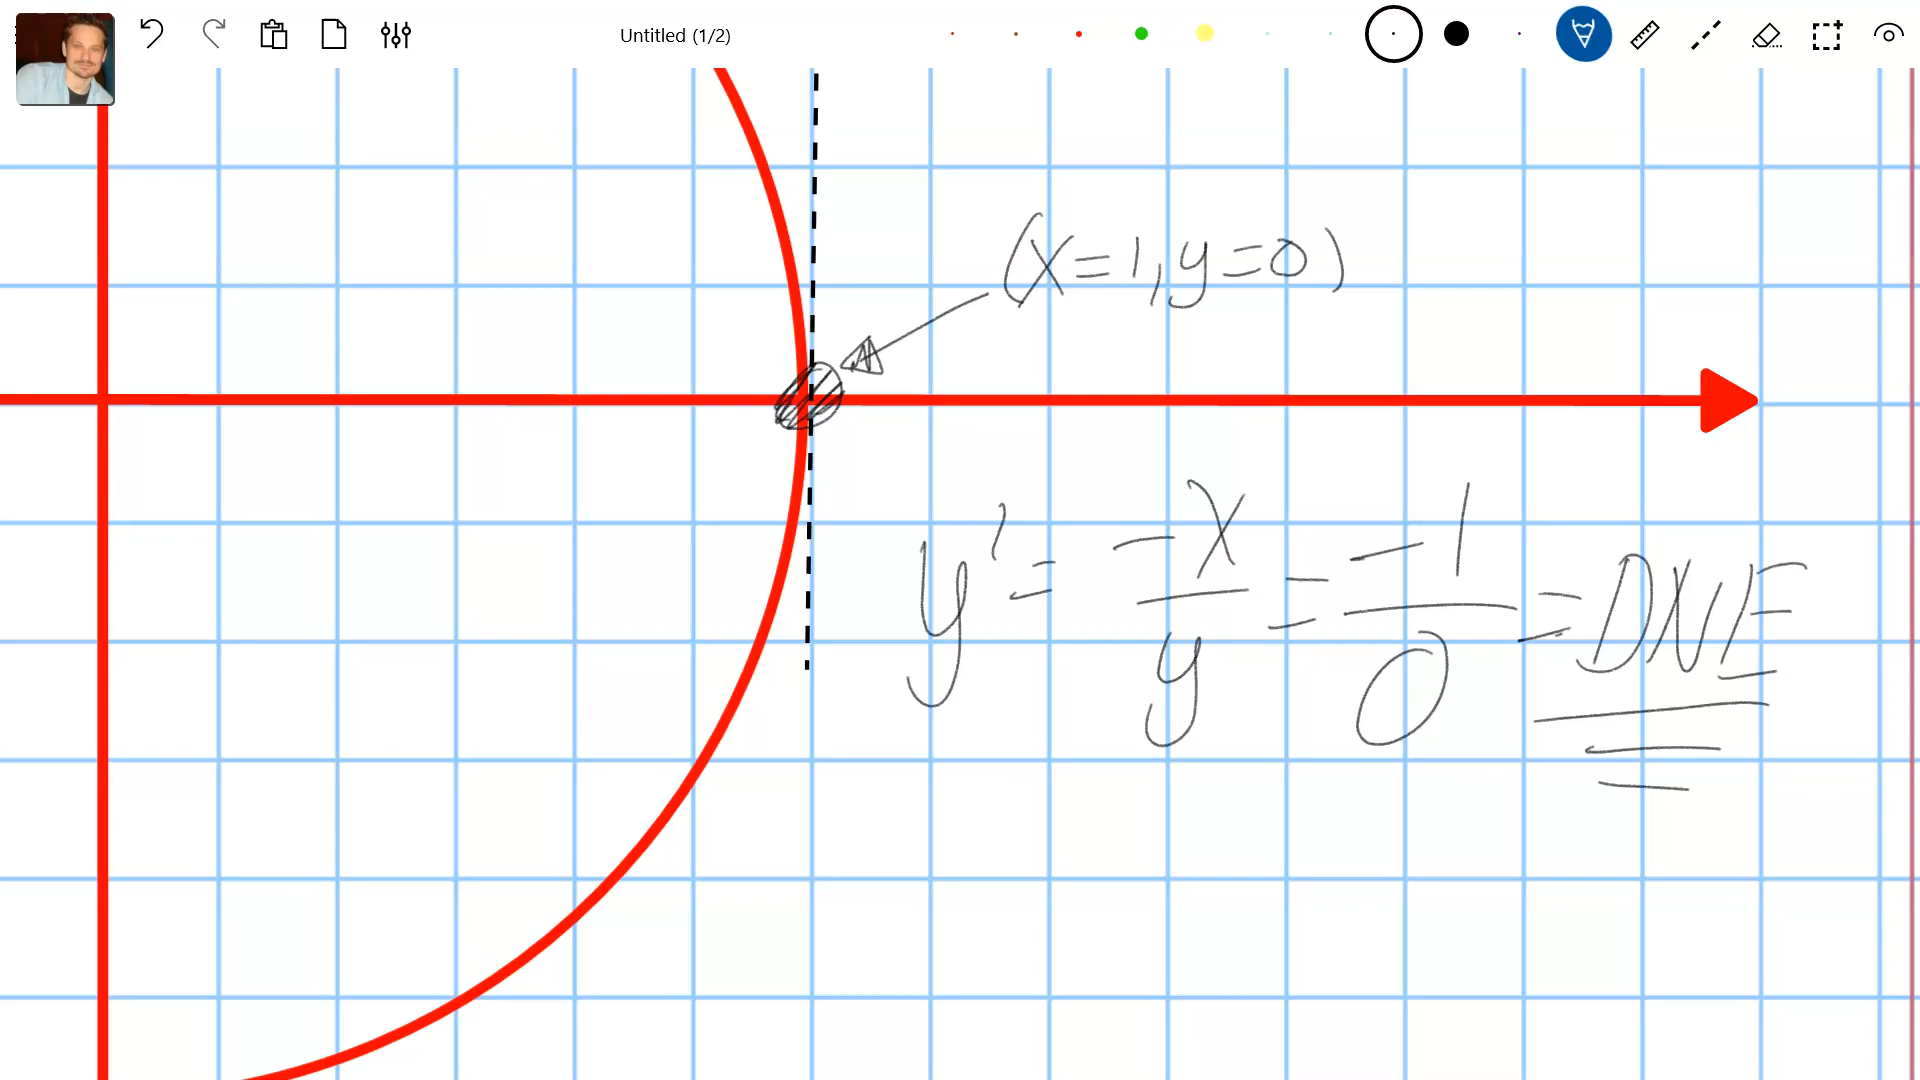 Untitled (1/2)
(x=1,y=0)
y'= -x/y = -1/0 = DNE